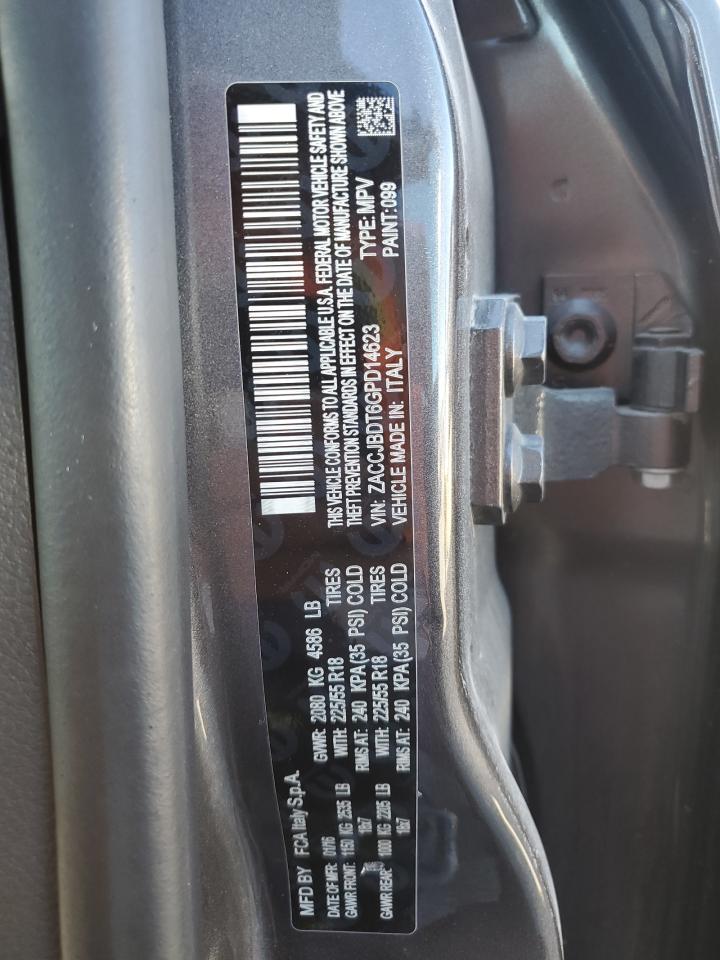 MFD BY FCA Italy S.p.A.
DATE OF MFR: 01/16 GVWR: 2080 KG 4586 LB
GAWR FRONT: 1150 KG 2535 LB WITH: 225/55 R18 TIRES
18x7 RIMS AT: 240 KPA(35 PSI) COLD
GAWR REAR: 1000 KG 2205 LB WITH: 225/55 R18 TIRES
18x7 RIMS AT: 240 KPA(35 PSI) COLD
THIS VEHICLE CONFORMS TO ALL APPLICABLE U.S.A. FEDERAL MOTOR VEHICLE SAFETY AND
THEFT PREVENTION STANDARDS IN EFFECT ON THE DATE OF MANUFACTURE SHOWN ABOVE
VIN: ZACCJBDT6GPD14623 TYPE: MPV
VEHICLE MADE IN: ITALY PAINT: 099